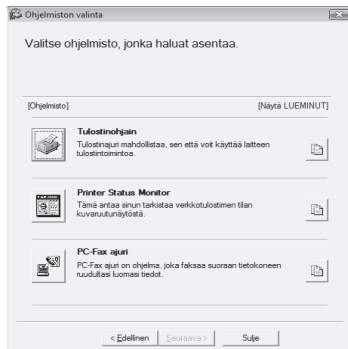 Ohjelmiston valinta
Valitse ohjelmisto, jonka haluat asentaa.
[Ohjelmisto] [Näytä LUEMINUT]
Tulostinohjain
Tulostinajuri mahdollistaa, sen että voit käyttää laitteen
tulostintoimintoa.
Printer Status Monitor
Tämä antaa sinun tarkistaa verkkotulostimen tilan
kuvaruutunäytöstä.
PC-Fax ajuri
PC-Fax ajuri on ohjelma, joka faksaa suoraan tietokoneen
ruudultasi luomasi tiedot.
< Edellinen Seuraava > Sulje